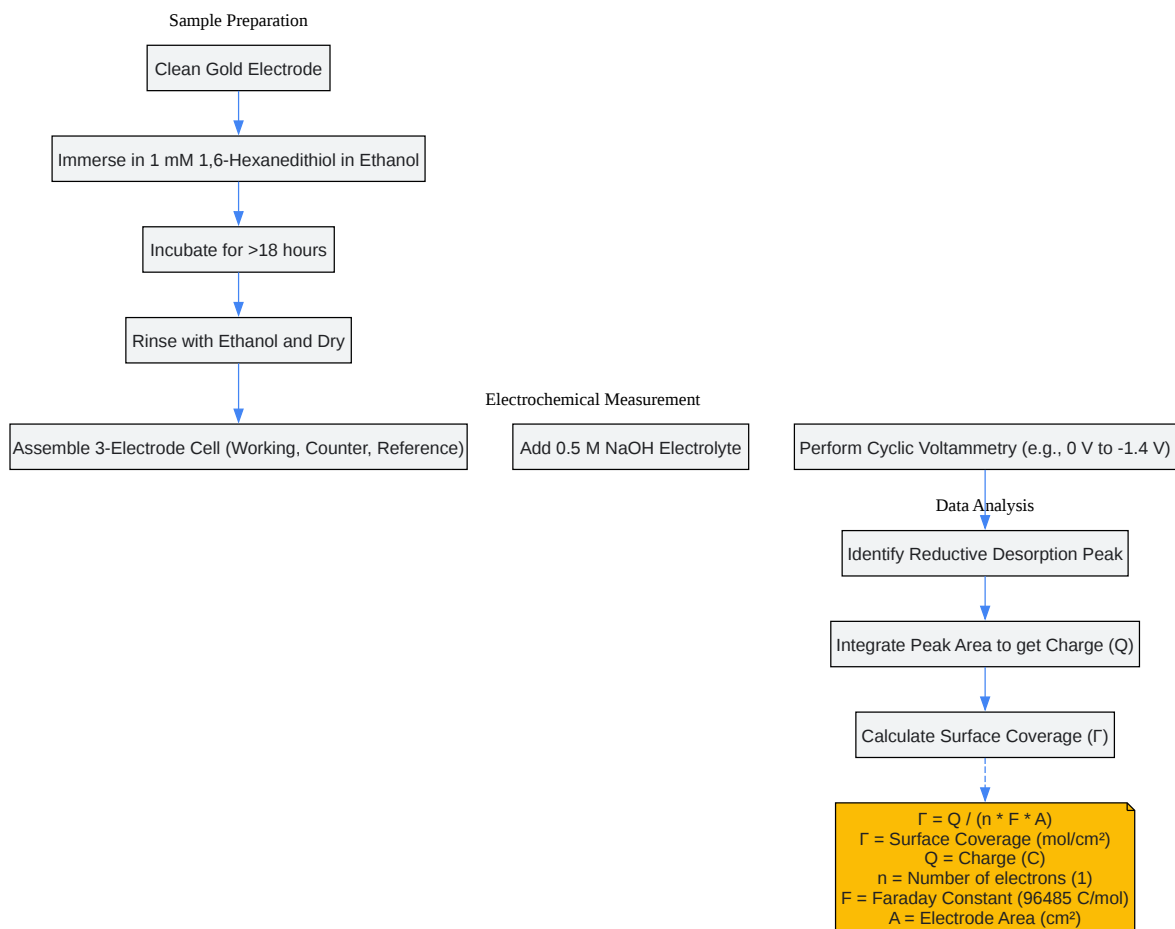 Sample Preparation
Clean Gold Electrode
Immerse in 1 mM 1,6-Hexanedithiol in Ethanol
Incubate for >18 hours
Rinse with Ethanol and Dry
Electrochemical Measurement
Assemble 3-Electrode Cell (Working, Counter, Reference)
Add 0.5 M NaOH Electrolyte
Perform Cyclic Voltammetry (e.g., 0 V to -1.4 V)
Data Analysis
Identify Reductive Desorption Peak
Integrate Peak Area to get Charge (Q)
Calculate Surface Coverage (Γ)
Γ = Q / (n * F * A)
Γ = Surface Coverage (mol/cm²)
Q = Charge (C)
n = Number of electrons (1)
F = Faraday Constant (96485 C/mol)
A = Electrode Area (cm²)